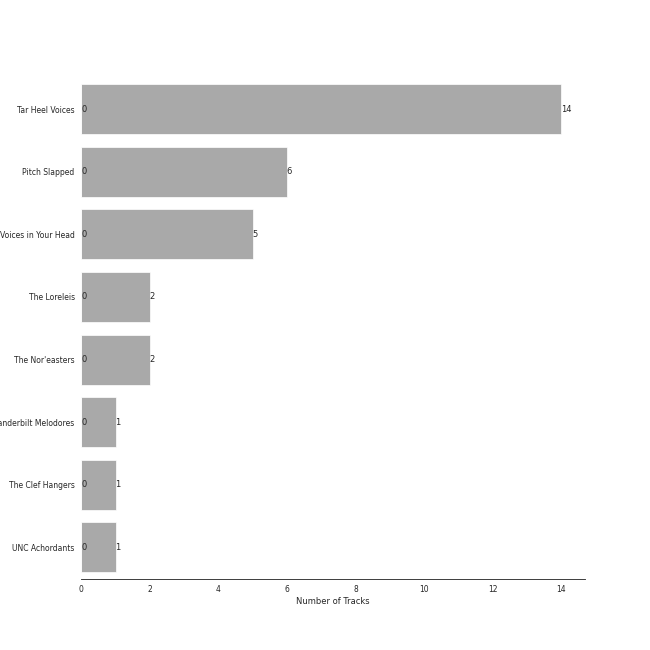 Tar Heel Voices 0 14
Pitch Slapped 0 6
Voices in Your Head 0 5
The Loreleis 0 2
The Nor'easters 0 2
anderbilt Melodores 0 1
The Clef Hangers 0 1
UNC Achordants 0 1
0 2 4 6 8 10 12 14
Number of Tracks